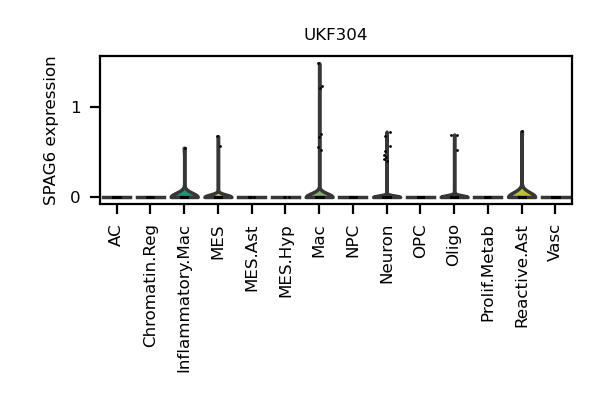 UKF304
SPAG6 expression
1
0
AC
Chromatin.Reg
Inflammatory.Mac
MES
MES.Ast
MES.Hyp
Mac
NPC
Neuron
OPC
Oligo
Prolif.Metab
Reactive.Ast
Vasc